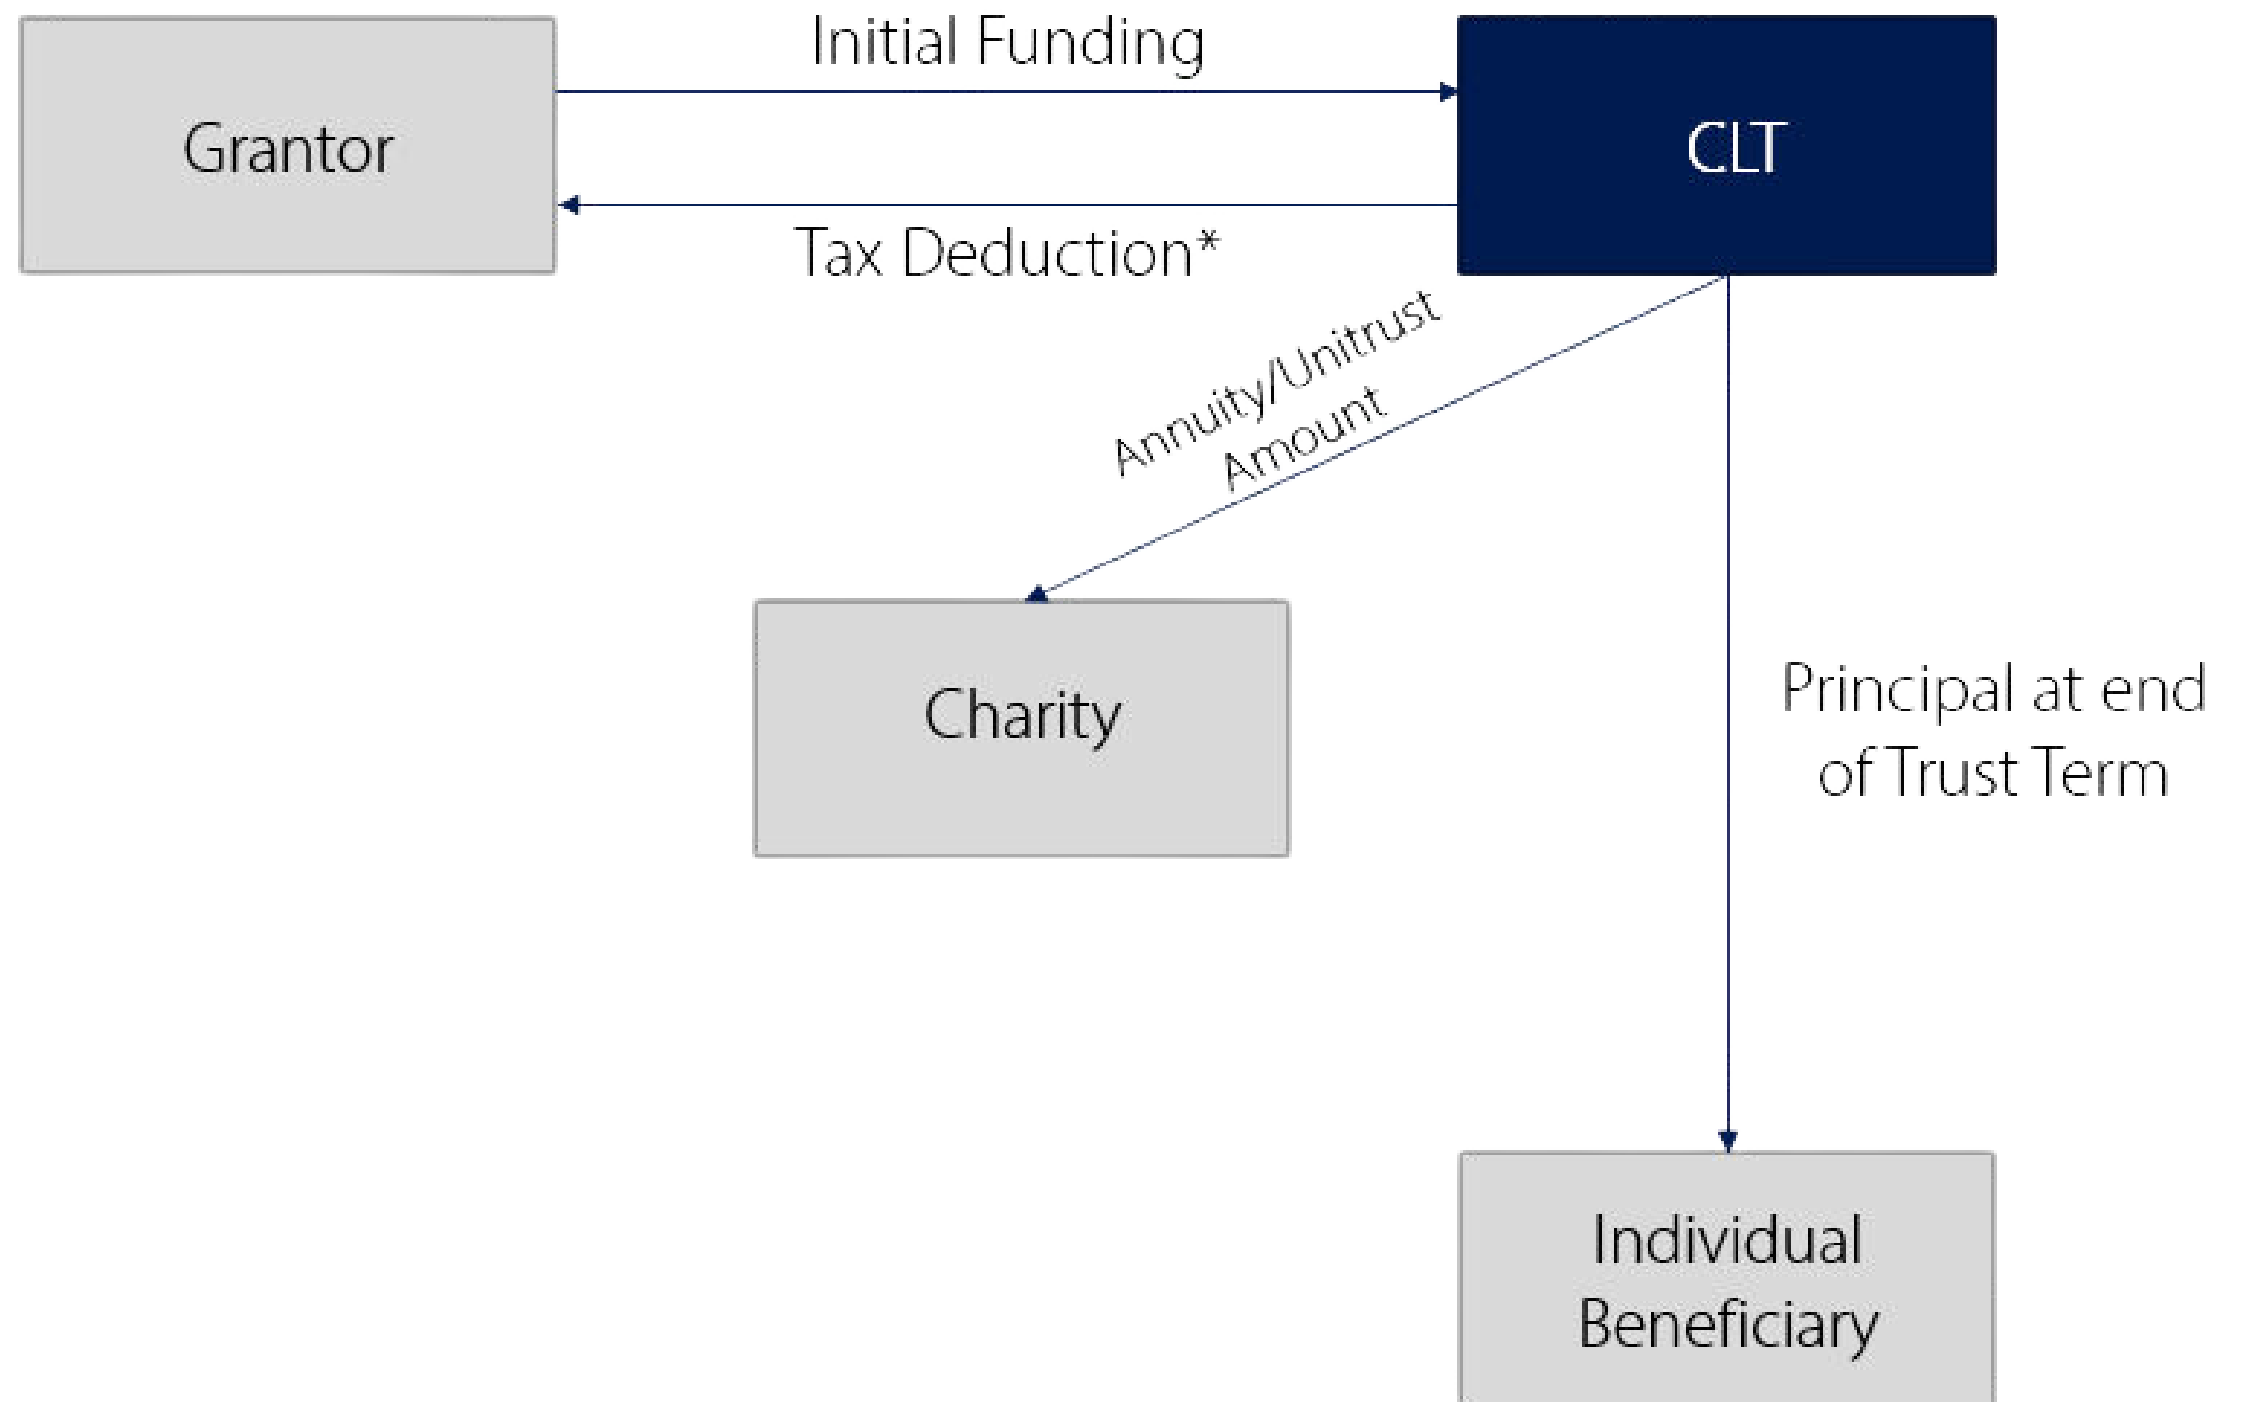 Initial Funding
Grantor
CLT
Tax Deduction*
Annuity/Unitrust
Amount
Charity
Principal at end
of Trust Term
Individual
Beneficiary